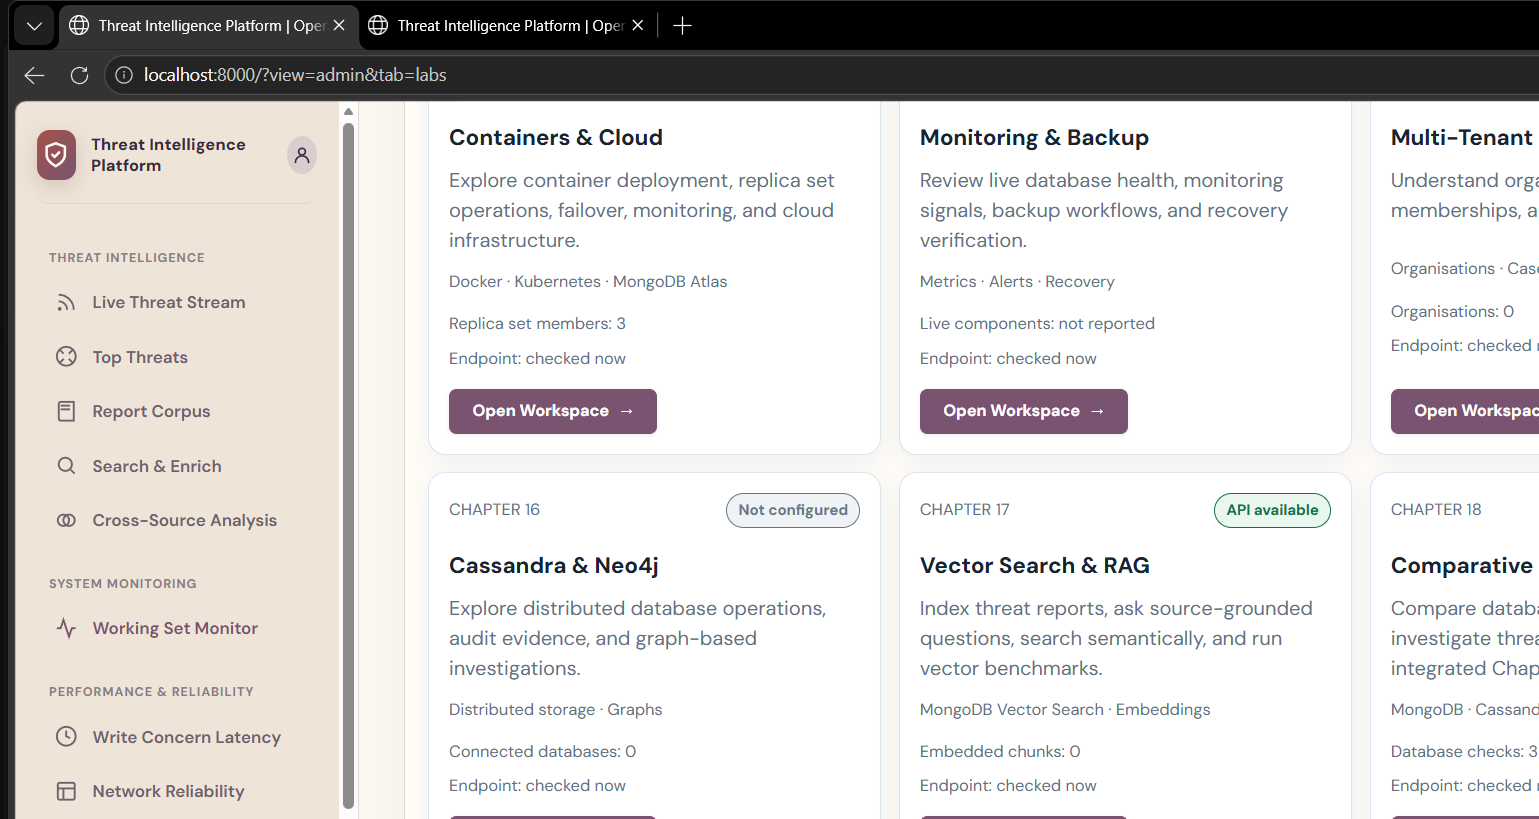 Threat Intelligence Platform | Oper
Threat Intelligence Platform | Oper
localhost:8000/?view=admin&tab=labs
Threat Intelligence
Platform
THREAT INTELLIGENCE
Live Threat Stream
Top Threats
Report Corpus
Search & Enrich
Cross-Source Analysis
SYSTEM MONITORING
Working Set Monitor
PERFORMANCE & RELIABILITY
Write Concern Latency
Network Reliability
Containers & Cloud
Explore container deployment, replica set
operations, failover, monitoring, and cloud
infrastructure.
Docker · Kubernetes · MongoDB Atlas
Replica set members: 3
Endpoint: checked now
Open Workspace →
Monitoring & Backup
Review live database health, monitoring
signals, backup workflows, and recovery
verification.
Metrics · Alerts · Recovery
Live components: not reported
Endpoint: checked now
Open Workspace →
Multi-Tenant
Understand orga
memberships, a
Organisations · Case
Organisations: 0
Endpoint: checked
Open Workspac
CHAPTER 16
Not configured
Cassandra & Neo4j
Explore distributed database operations,
audit evidence, and graph-based
investigations.
Distributed storage · Graphs
Connected databases: 0
Endpoint: checked now
CHAPTER 17
API available
Vector Search & RAG
Index threat reports, ask source-grounded
questions, search semantically, and run
vector benchmarks.
MongoDB Vector Search · Embeddings
Embedded chunks: 0
Endpoint: checked now
CHAPTER 18
Comparative
Compare databa
investigate threa
integrated Chap
MongoDB · Cassand
Database checks: 3
Endpoint: checked